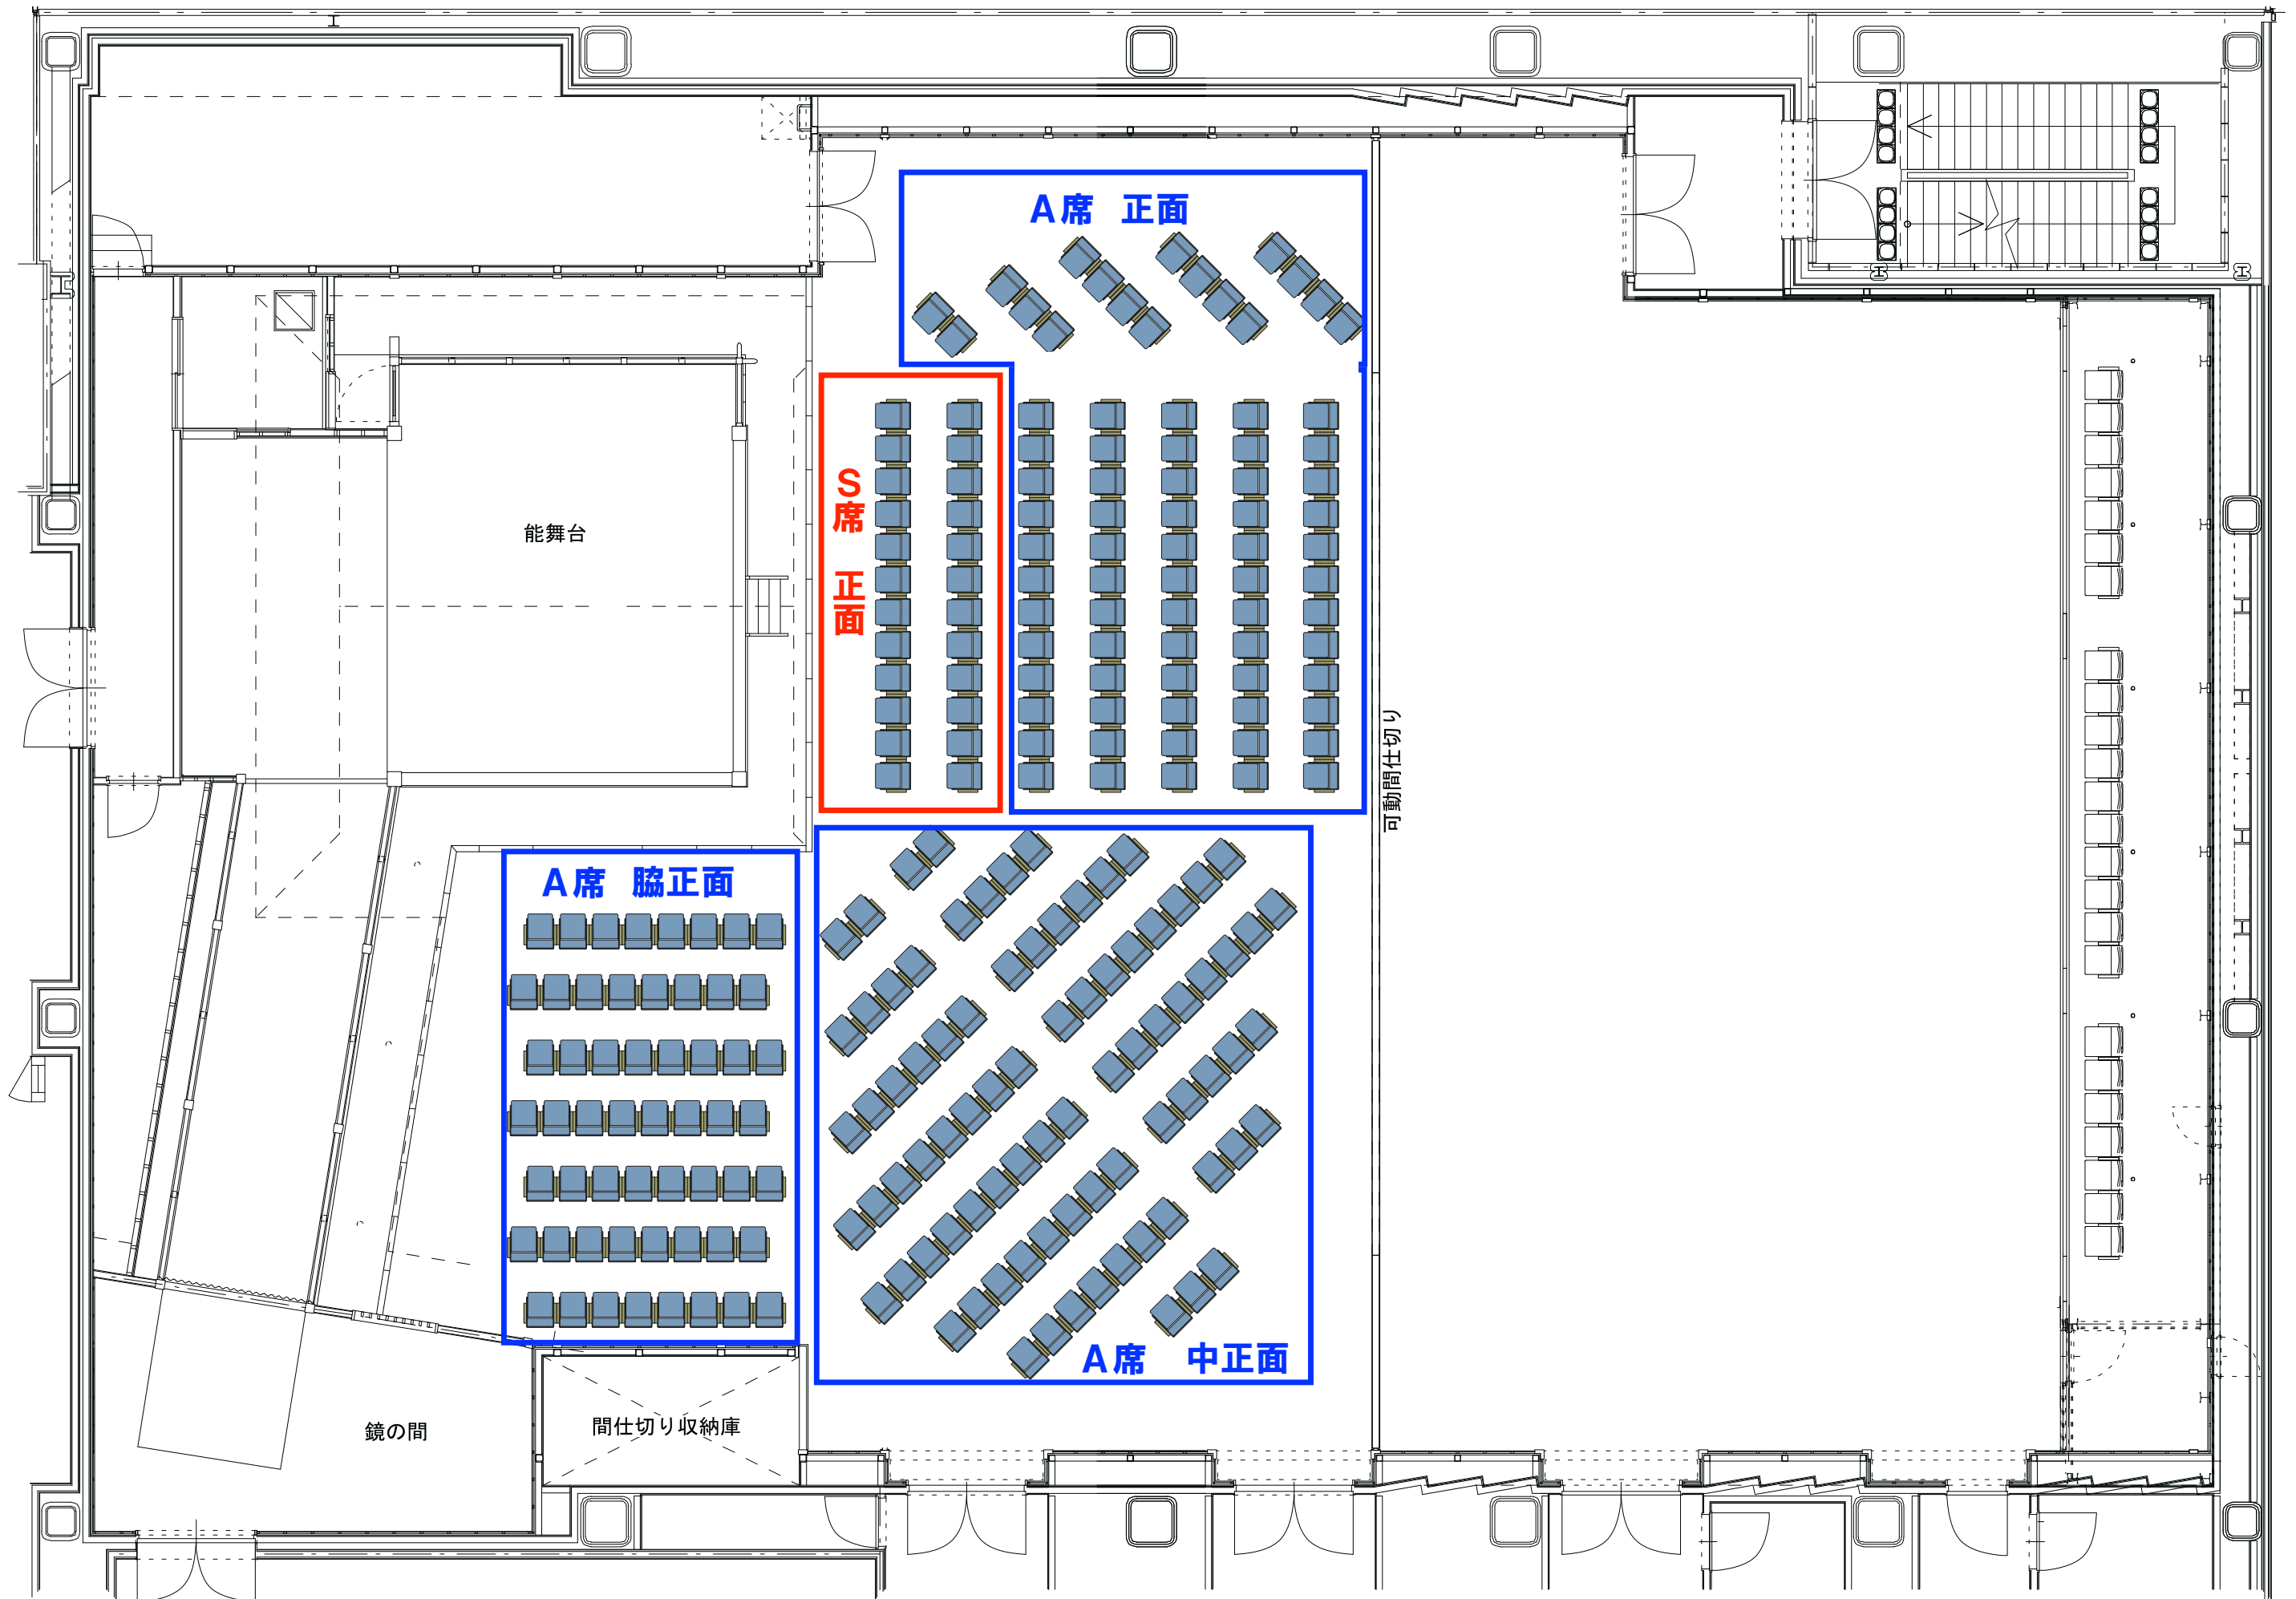 A席 正面
S席 正面
能舞台
可動間仕切り
A席 脇正面
A席 中正面
鏡の間
間仕切り収納庫